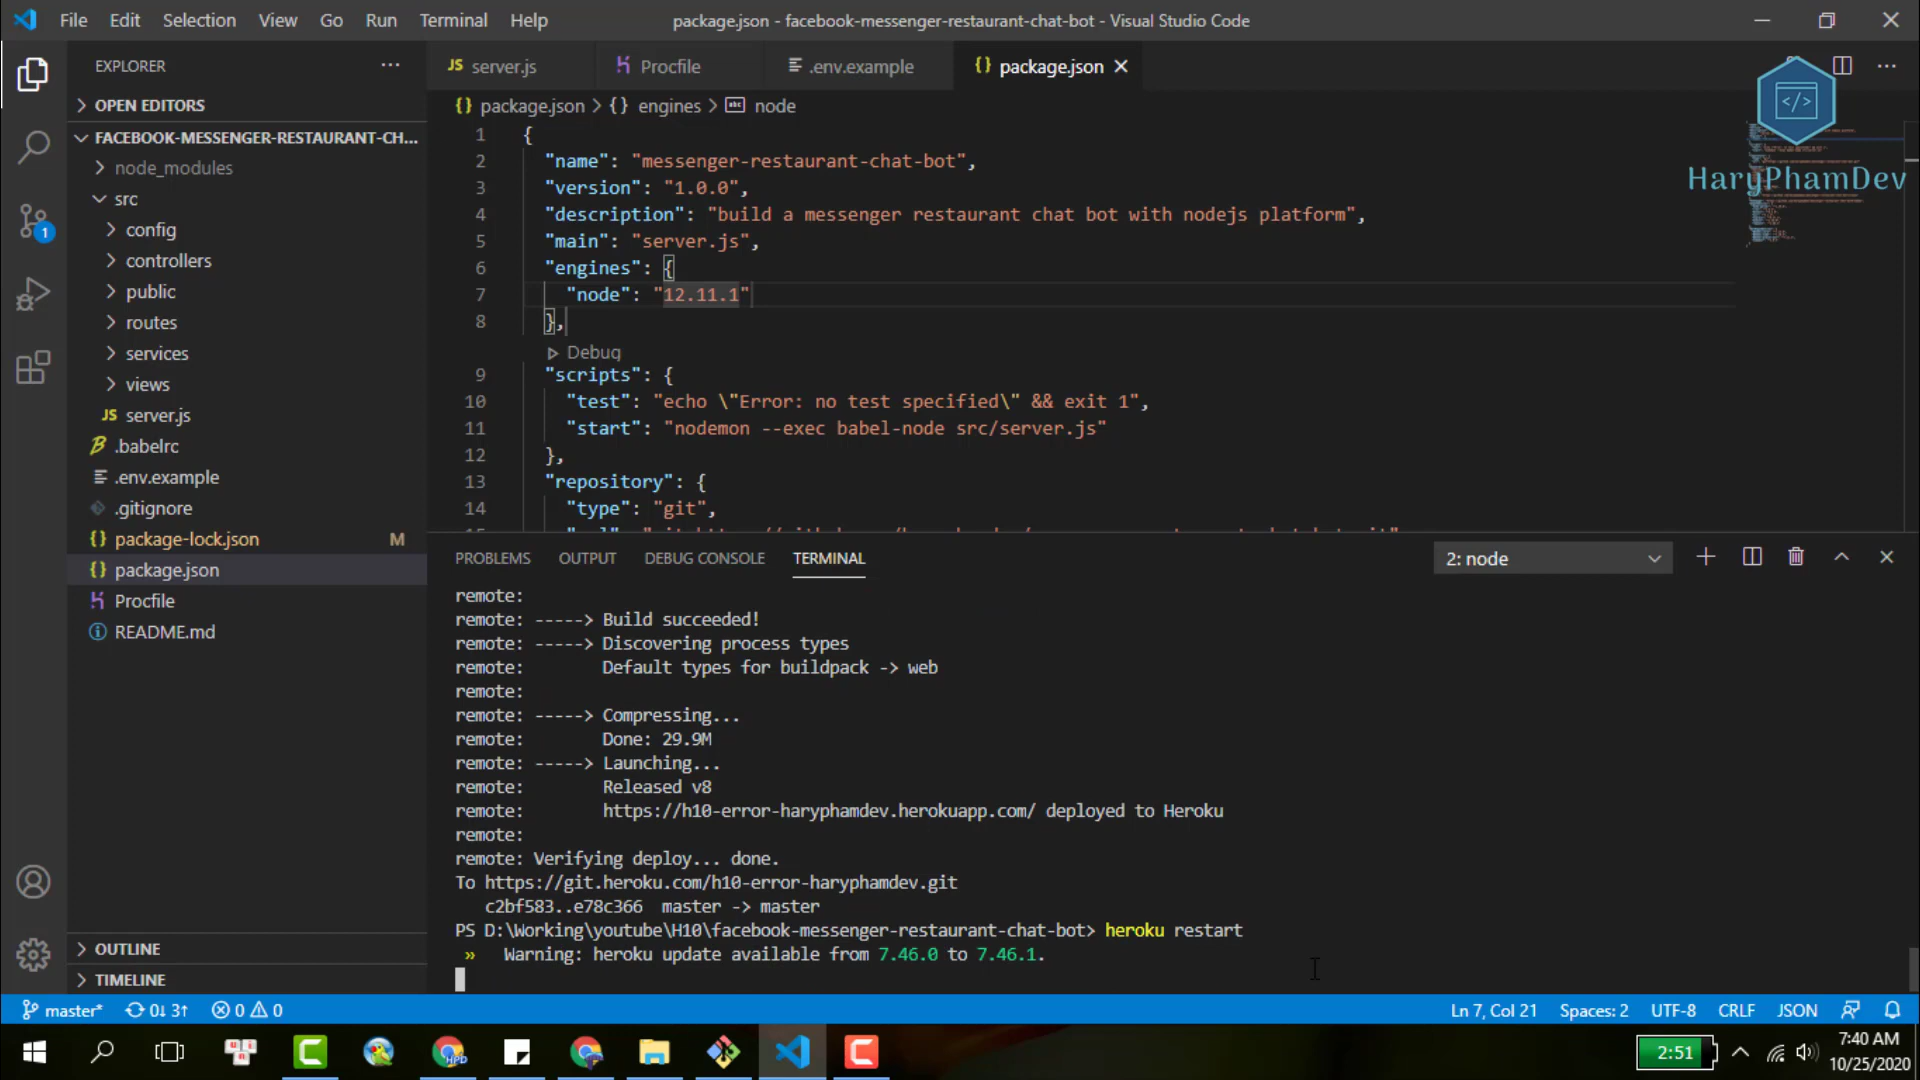 File Edit Selection View Go Run Terminal Help
package.json - facebook-messenger-restaurant-chat-bot - Visual Studio Code
EXPLORER
OPEN EDITORS
FACEBOOK-MESSENGER-RESTAURANT-CH...
node_modules
src
config
controllers
public
routes
services
views
JS server.js
.babelrc
.env.example
.gitignore
{} package-lock.json M
{} package.json
Procfile
README.md
OUTLINE
TIMELINE
1
JS server.js
Procfile
.env.example
{} package.json
{} package.json > {} engines > abc node
</>
HaryPhamDev
1 {
2 "name": "messenger-restaurant-chat-bot",
3 "version": "1.0.0",
4 "description": "build a messenger restaurant chat bot with nodejs platform",
5 "main": "server.js",
6 "engines": {
7 "node": "12.11.1"
8 },
Debug
9 "scripts": {
10 "test": "echo \"Error: no test specified\" && exit 1",
11 "start": "nodemon --exec babel-node src/server.js"
12 },
13 "repository": {
14 "type": "git",
PROBLEMS OUTPUT DEBUG CONSOLE TERMINAL
2: node
remote:
remote: -----> Build succeeded!
remote: -----> Discovering process types
remote: Default types for buildpack -> web
remote:
remote: -----> Compressing...
remote: Done: 29.9M
remote: -----> Launching...
remote: Released v8
remote: https://h10-error-haryphamdev.herokuapp.com/ deployed to Heroku
remote:
remote: Verifying deploy... done.
To https://git.heroku.com/h10-error-haryphamdev.git
c2bf583..e78c366 master -> master
PS D:\Working\youtube\H10\facebook-messenger-restaurant-chat-bot> heroku restart
» Warning: heroku update available from 7.46.0 to 7.46.1.
master* 0↓ 3↑ 0 0
Ln 7, Col 21 Spaces: 2 UTF-8 CRLF JSON
2:51
7:40 AM
10/25/2020